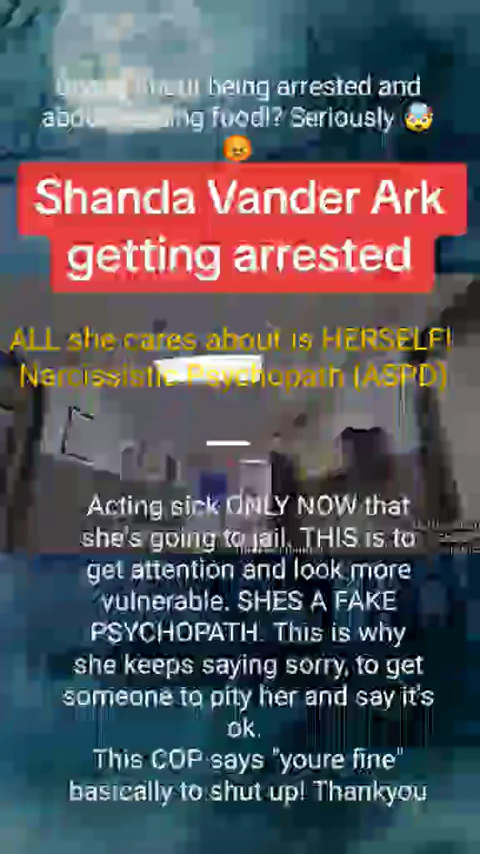 being arrested and
food!? Seriously 🤯
😡
Shanda Vander Ark
getting arrested
ALL she cares about is HERSELF!
Narcissistic Psychopath (ASPD)
Acting sick ONLY NOW that
she's going to jail. THIS is to
get attention and look more
vulnerable. SHES A FAKE
PSYCHOPATH. This is why
she keeps saying sorry, to get
someone to pity her and say it's
ok.
This COP says "youre fine"
basically to shut up! Thankyou